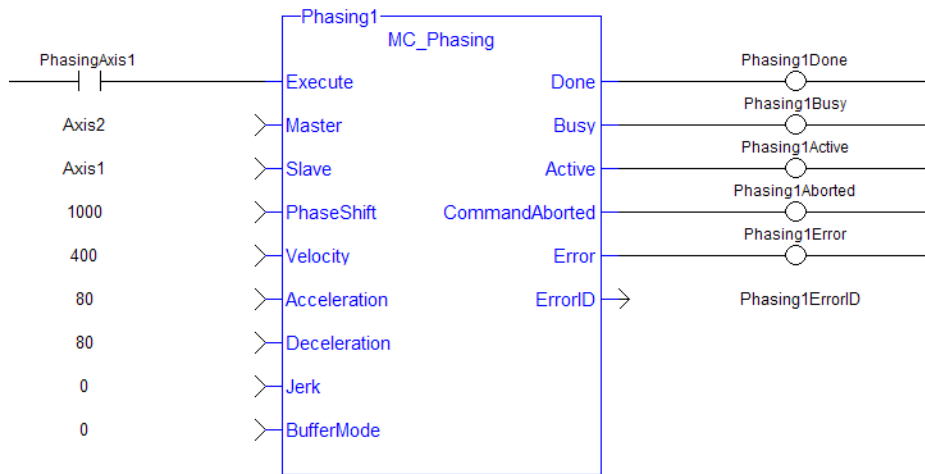 Phasing1
MC_Phasing
PhasingAxis1 Execute Done Phasing1Done
Axis2 Master Busy Phasing1Busy
Axis1 Slave Active Phasing1Active
1000 PhaseShift CommandAborted Phasing1Aborted
400 Velocity Error Phasing1Error
80 Acceleration ErrorID Phasing1ErrorID
80 Deceleration
0 Jerk
0 BufferMode